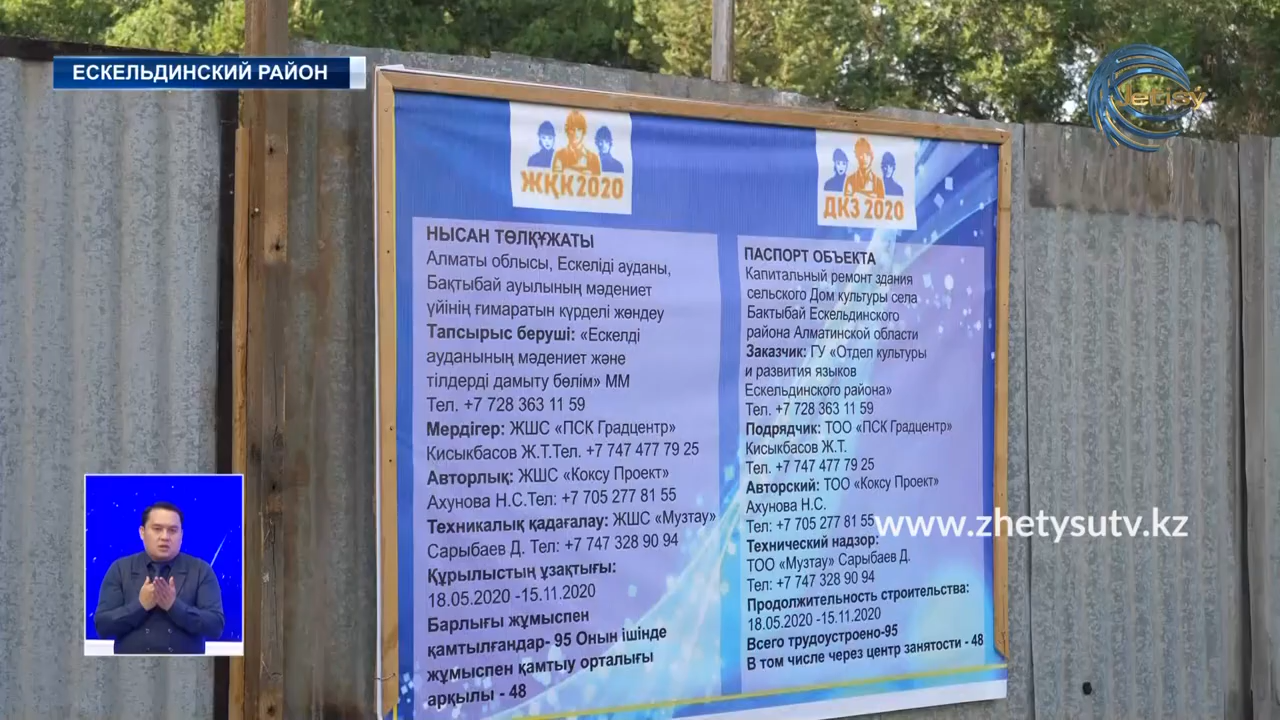 ЕСКЕЛЬДИНСКИЙ РАЙОН
Jetisý
ЖҚК2020
НЫСАН ТӨЛҚҰЖАТЫ
Алматы облысы, Ескеліді ауданы,
Бақтыбай ауылының мәдениет
үйінің ғимаратын күрделі жөндеу
Тапсырыс беруші: «Ескелді
ауданының мәдениет және
тілдерді дамыту бөлім» ММ
Тел. +7 728 363 11 59
Мердігер: ЖШС «ПСК Градцентр»
Кисыкбасов Ж.Т.Тел. +7 747 477 79 25
Авторлық: ЖШС «Коксу Проект»
Ахунова Н.С.Тел: +7 705 277 81 55
Техникалық қадағалау: ЖШС «Музтау»
Сарыбаев Д. Тел: +7 747 328 90 94
Құрылыстың ұзақтығы:
18.05.2020 -15.11.2020
Барлығы жұмыспен
қамтылғандар- 95 Онын ішінде
жұмыспен қамту орталығы
арқылы - 48
ДКЗ 2020
ПАСПОРТ ОБЪЕКТА
Капитальный ремонт здания
сельского Дом культуры села
Бактыбай Ескельдинского
района Алматинской области
Заказчик: ГУ «Отдел культуры
и развития языков
Ескельдинского района»
Тел. +7 728 363 11 59
Подрядчик: ТОО «ПСК Градцентр»
Кисыкбасов Ж.Т.
Тел. +7 747 477 79 25
Авторский: ТОО «Коксу Проект»
Ахунова Н.С.
Тел: +7 705 277 81 55
Технический надзор:
ТОО «Музтау» Сарыбаев Д.
Тел: +7 747 328 90 94
Продолжительность строительства:
18.05.2020 -15.11.2020
Всего трудоустроено-95
В том числе через центр занятости - 48
www.zhetysutv.kz